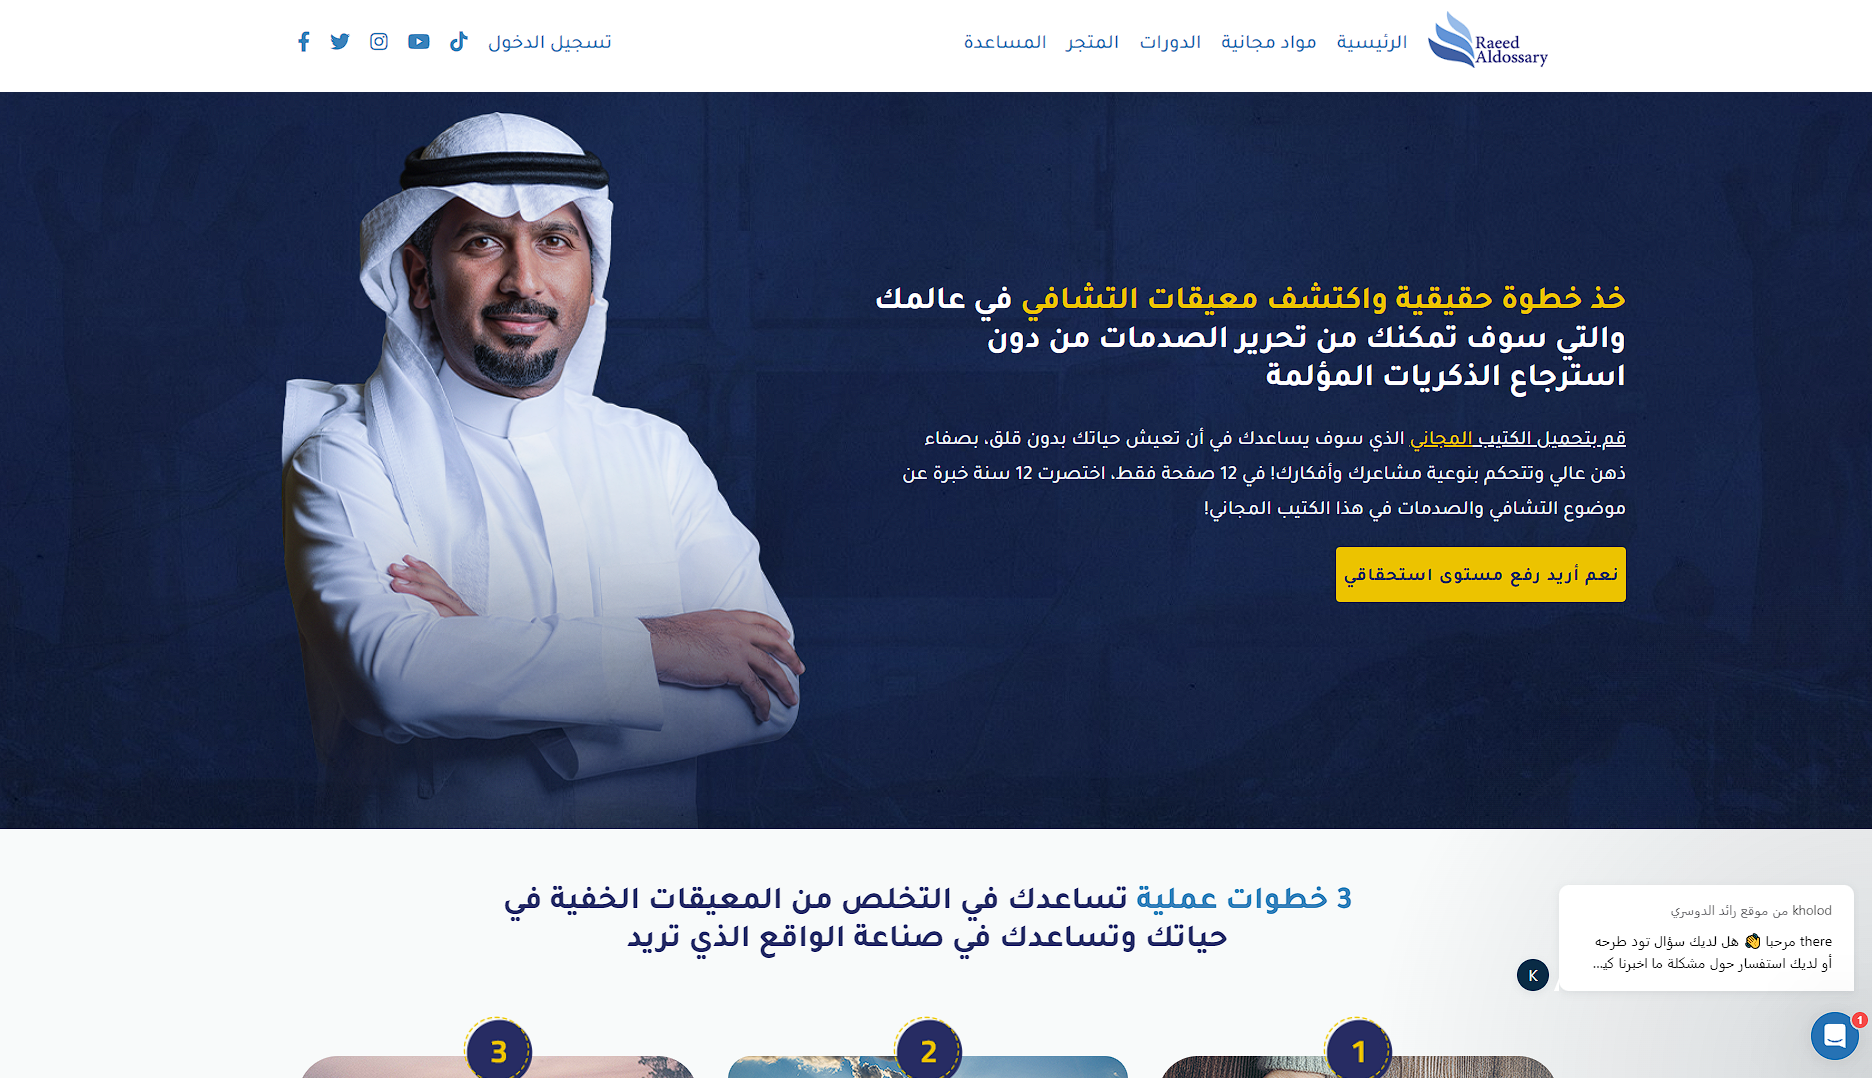 Raeed
Aldossary
الرئيسية
مواد مجانية
الدورات
المتجر
المساعدة
تسجيل الدخول
خذ خطوة حقيقية واكتشف معيقات التشافي في عالمك
والتي سوف تمكنك من تحرير الصدمات من دون
استرجاع الذكريات المؤلمة
قم بتحميل الكتيب المجاني الذي سوف يساعدك في أن تعيش حياتك بدون قلق، بصفاء
ذهن عالي وتتحكم بنوعية مشاعرك وأفكارك! في 12 صفحة فقط، اختصرت 12 سنة خبرة عن
موضوع التشافي والصدمات في هذا الكتيب المجاني!
نعم أريد رفع مستوى استحقاقي
3 خطوات عملية تساعدك في التخلص من المعيقات الخفية في
حياتك وتساعدك في صناعة الواقع الذي تريد
1
2
3
kholod من موقع رائد الدوسري
there مرحبا 👋 هل لديك سؤال تود طرحه
أو لديك استفسار حول مشكلة ما اخبرنا كيـ...
K
1